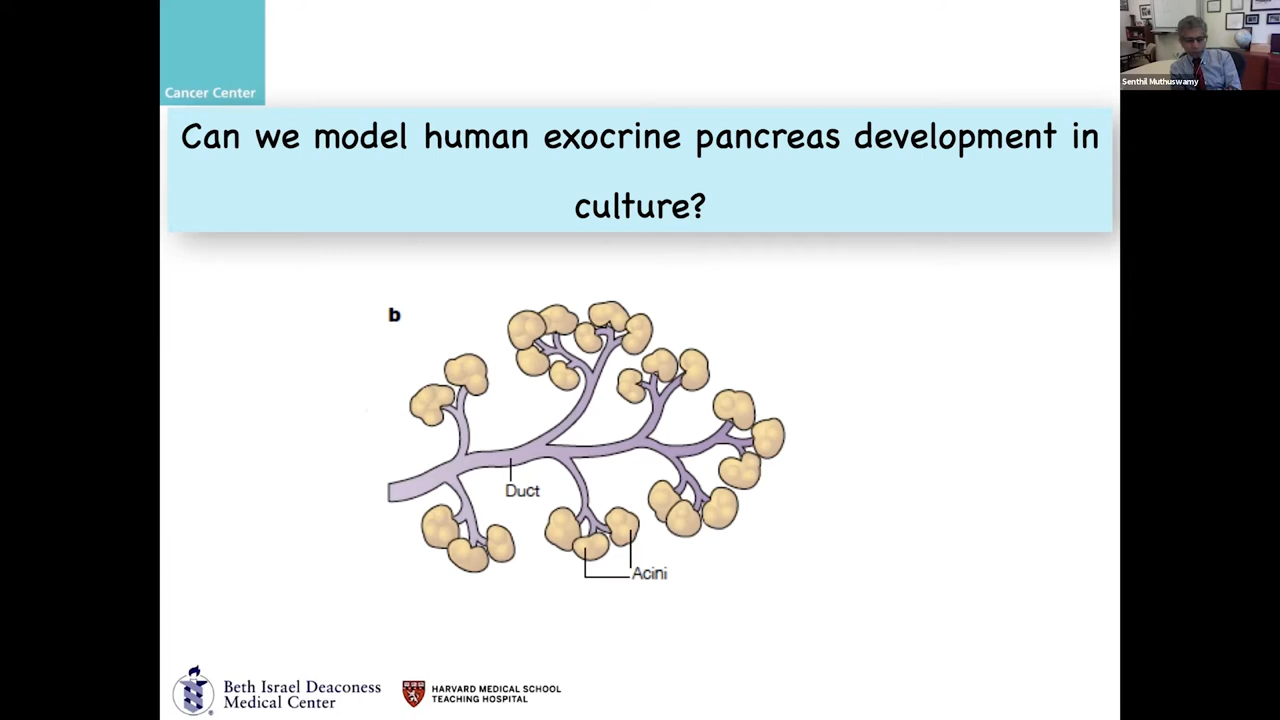 Cancer Center
Senthil Muthuswamy
Can we model human exocrine pancreas development in
culture?
b
Duct
Acini
Beth Israel Deaconess
Medical Center
HARVARD MEDICAL SCHOOL
TEACHING HOSPITAL